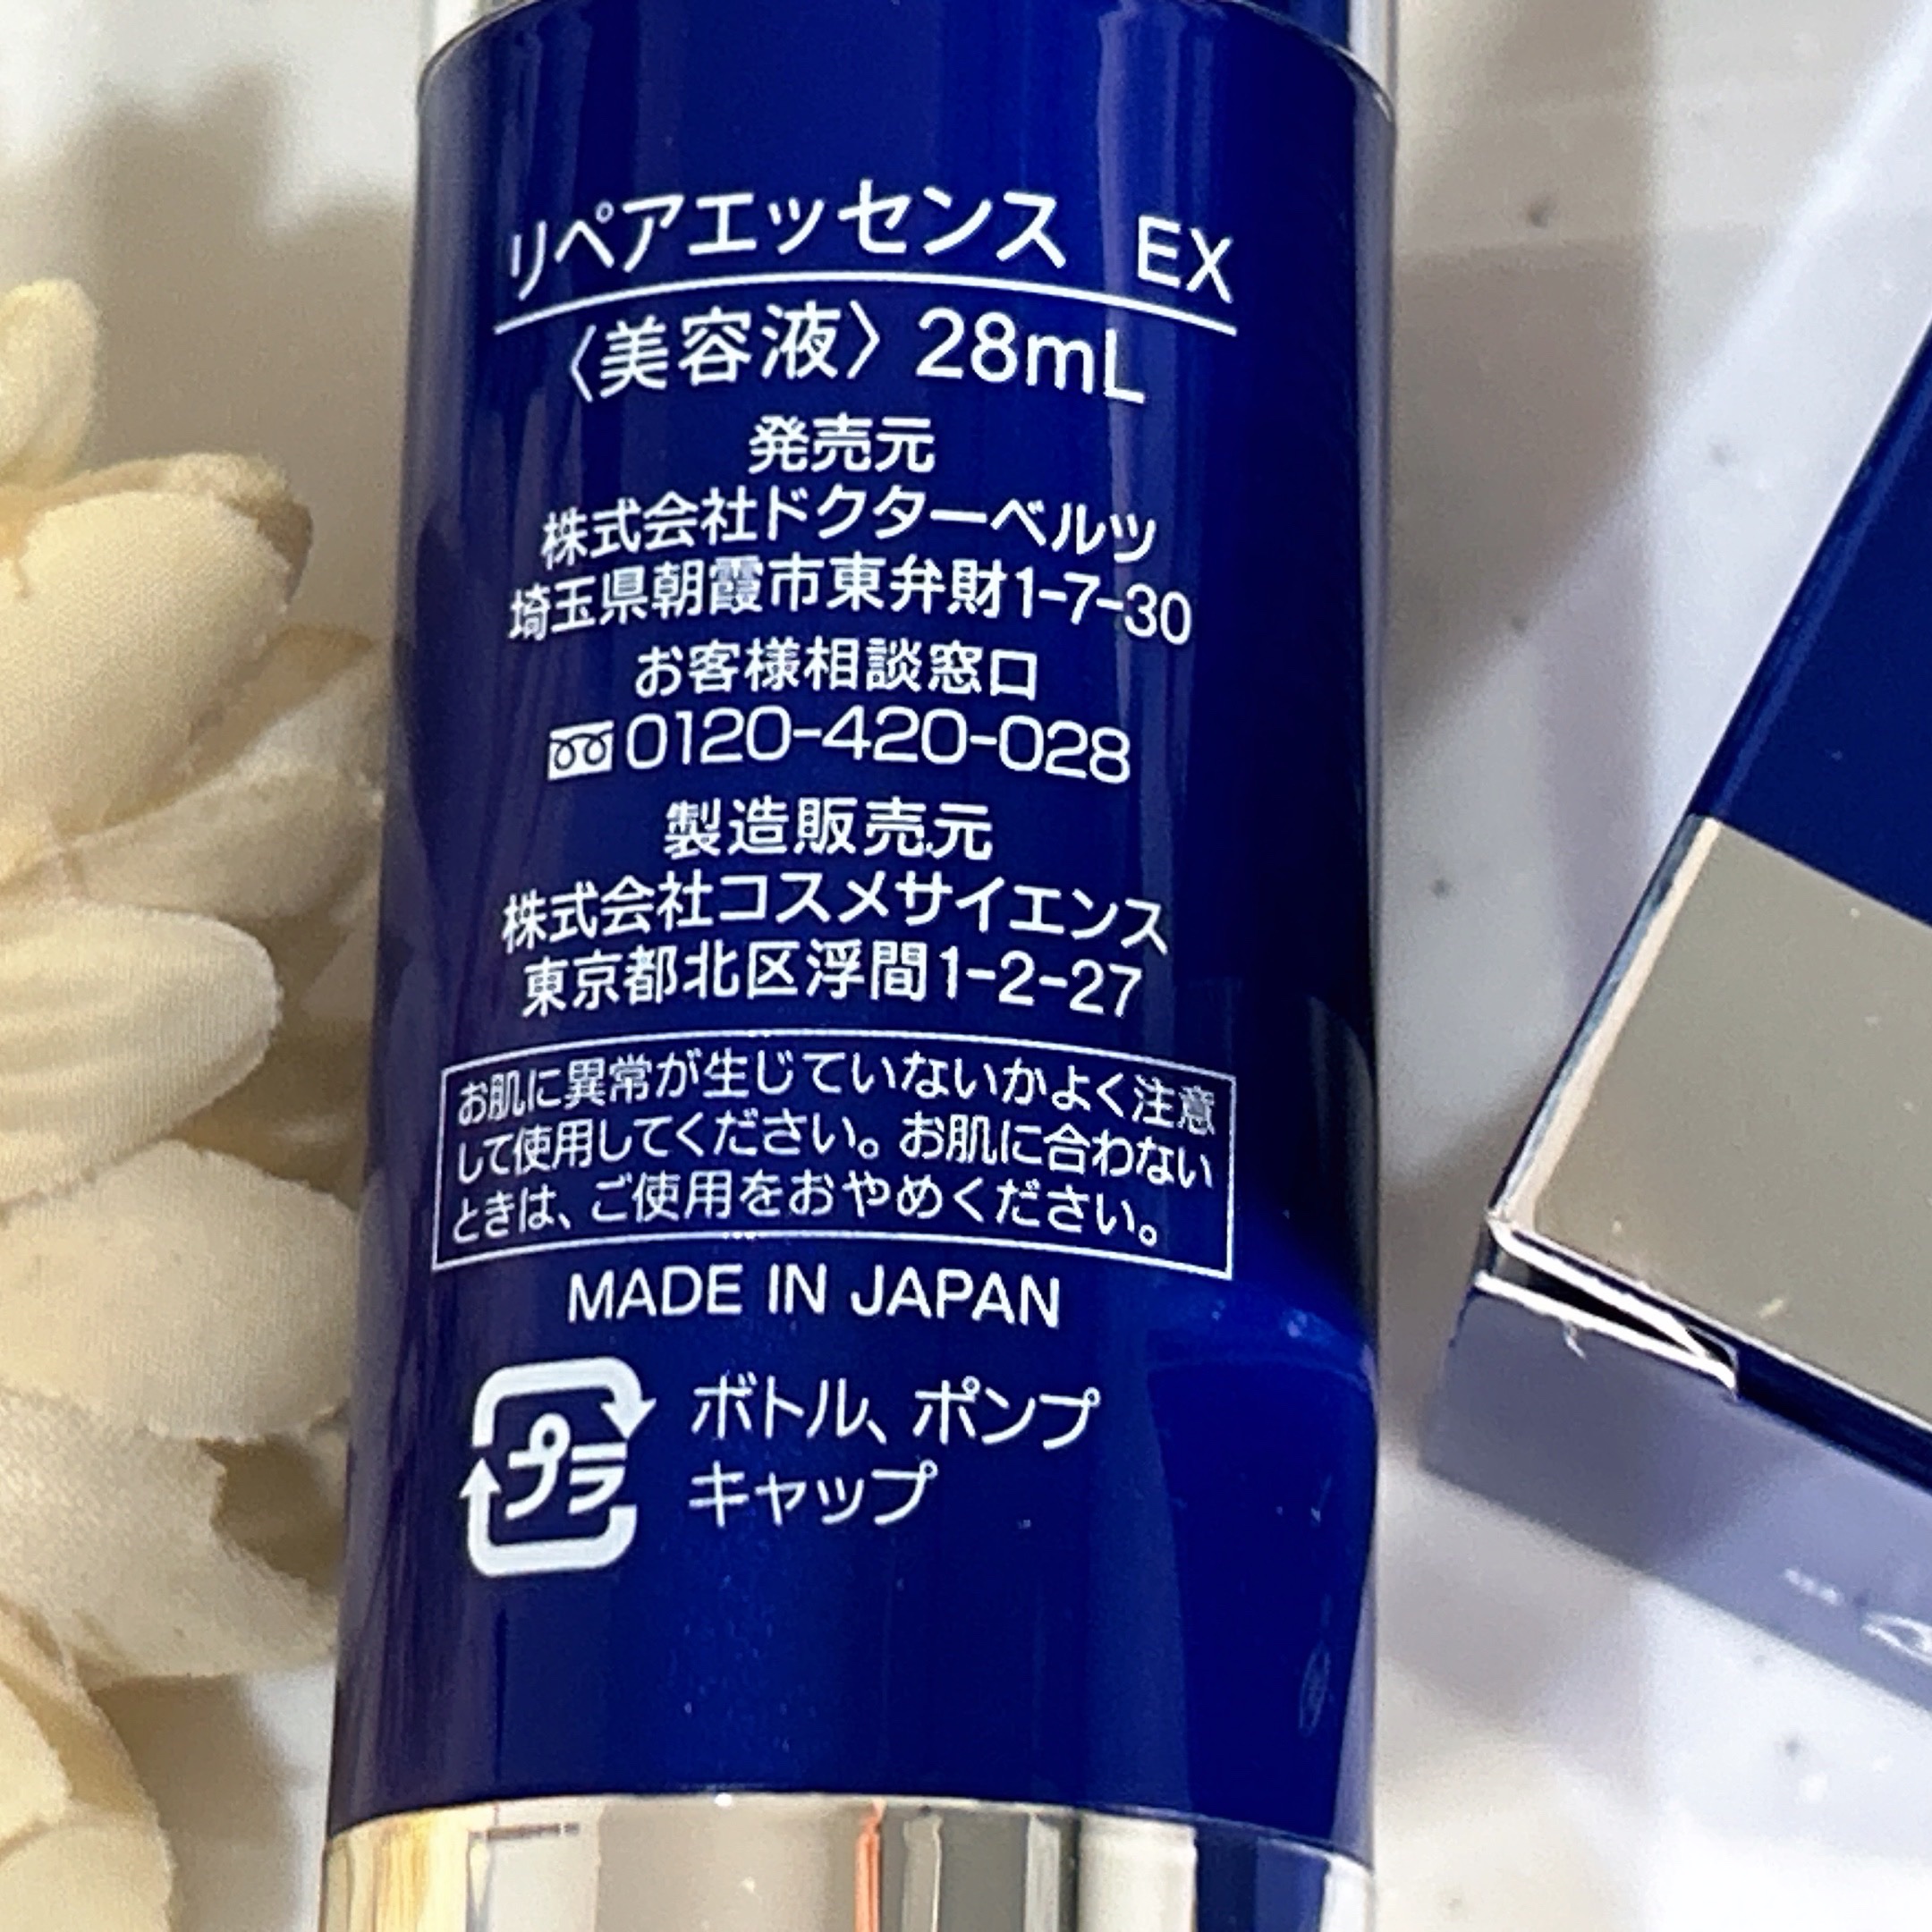 リペアエッセンス EX
〈美容液〉28mL
発売元
株式会社ドクターベルツ
埼玉県朝霞市東弁財1-7-30
お客様相談窓口
0120-420-028
製造販売元
株式会社コスメサイエンス
東京都北区浮間1-2-27
お肌に異常が生じていないかよく注意
して使用してください。お肌に合わない
ときは、ご使用をおやめください。
MADE IN JAPAN
プラ
ボトル、ポンプ
キャップ